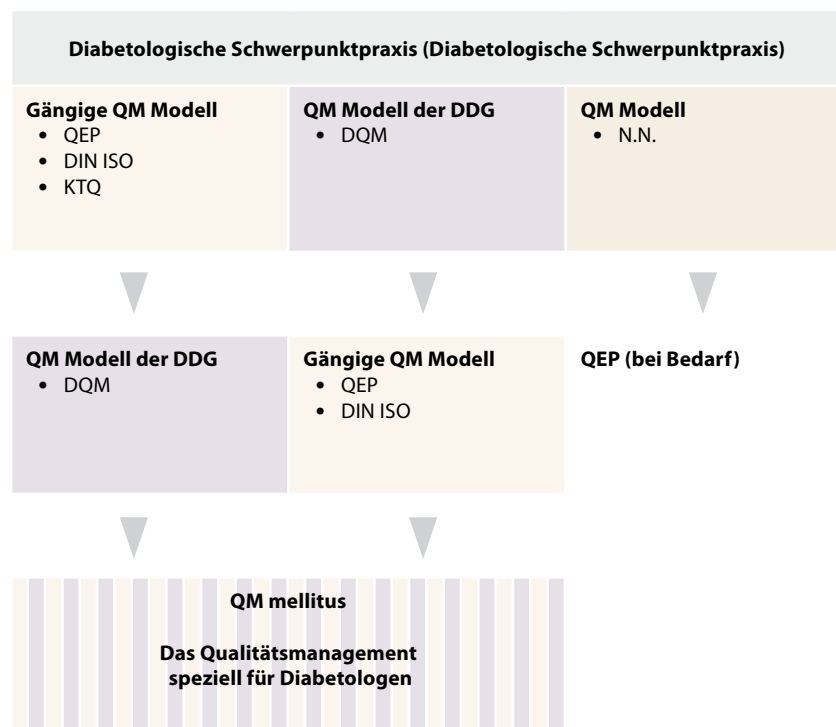 Diabetologische Schwerpunktpraxis (Diabetologische Schwerpunktpraxis)
Gängige QM Modell
• QEP
• DIN ISO
• KTQ
QM Modell der DDG
• DQM
QM Modell
• N.N.
QM Modell der DDG
• DQM
Gängige QM Modell
• QEP
• DIN ISO
QEP (bei Bedarf)
QM mellitus
Das Qualitätsmanagement
speziell für Diabetologen